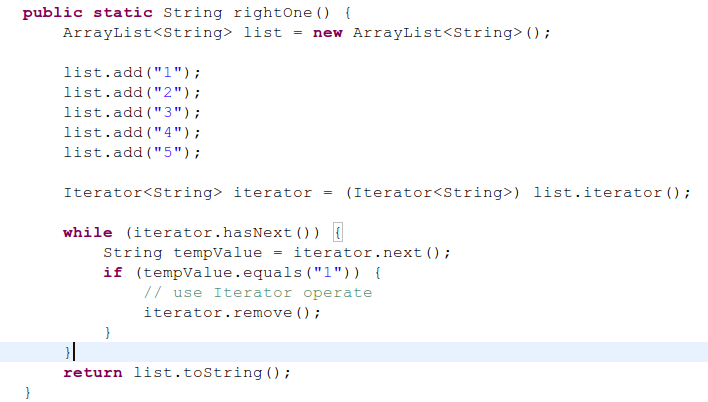 public static String rightOne() {
ArrayList<String> list = new ArrayList<String>();
list.add("1");
list.add("2");
list.add("3");
list.add("4");
list.add("5");
Iterator<String> iterator = (Iterator<String>) list.iterator();
while (iterator.hasNext()) {
String tempValue = iterator.next();
if (tempValue.equals("1")) {
// use Iterator operate
iterator.remove();
}
}
return list.toString();
}